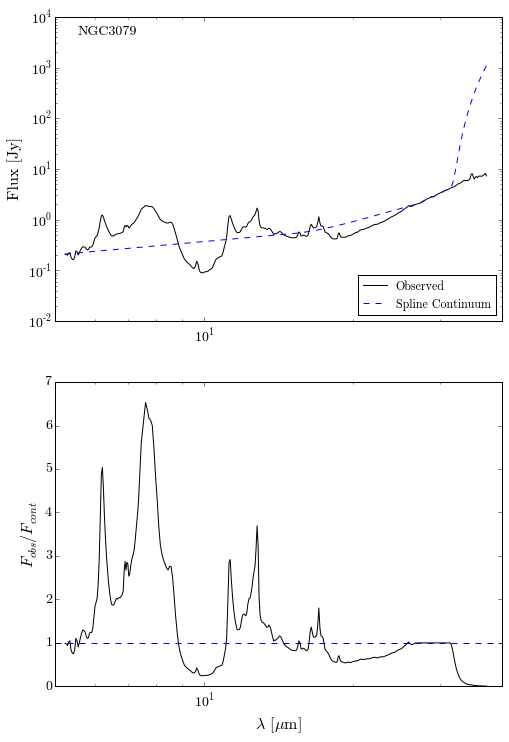 10^4
NGC3079
10^3
10^2
10^1
10^0
10^-1
10^-2
Flux [Jy]
Observed
Spline Continuum
10^1
7
6
5
4
3
2
1
0
F_obs/F_cont
10^1
λ [μm]